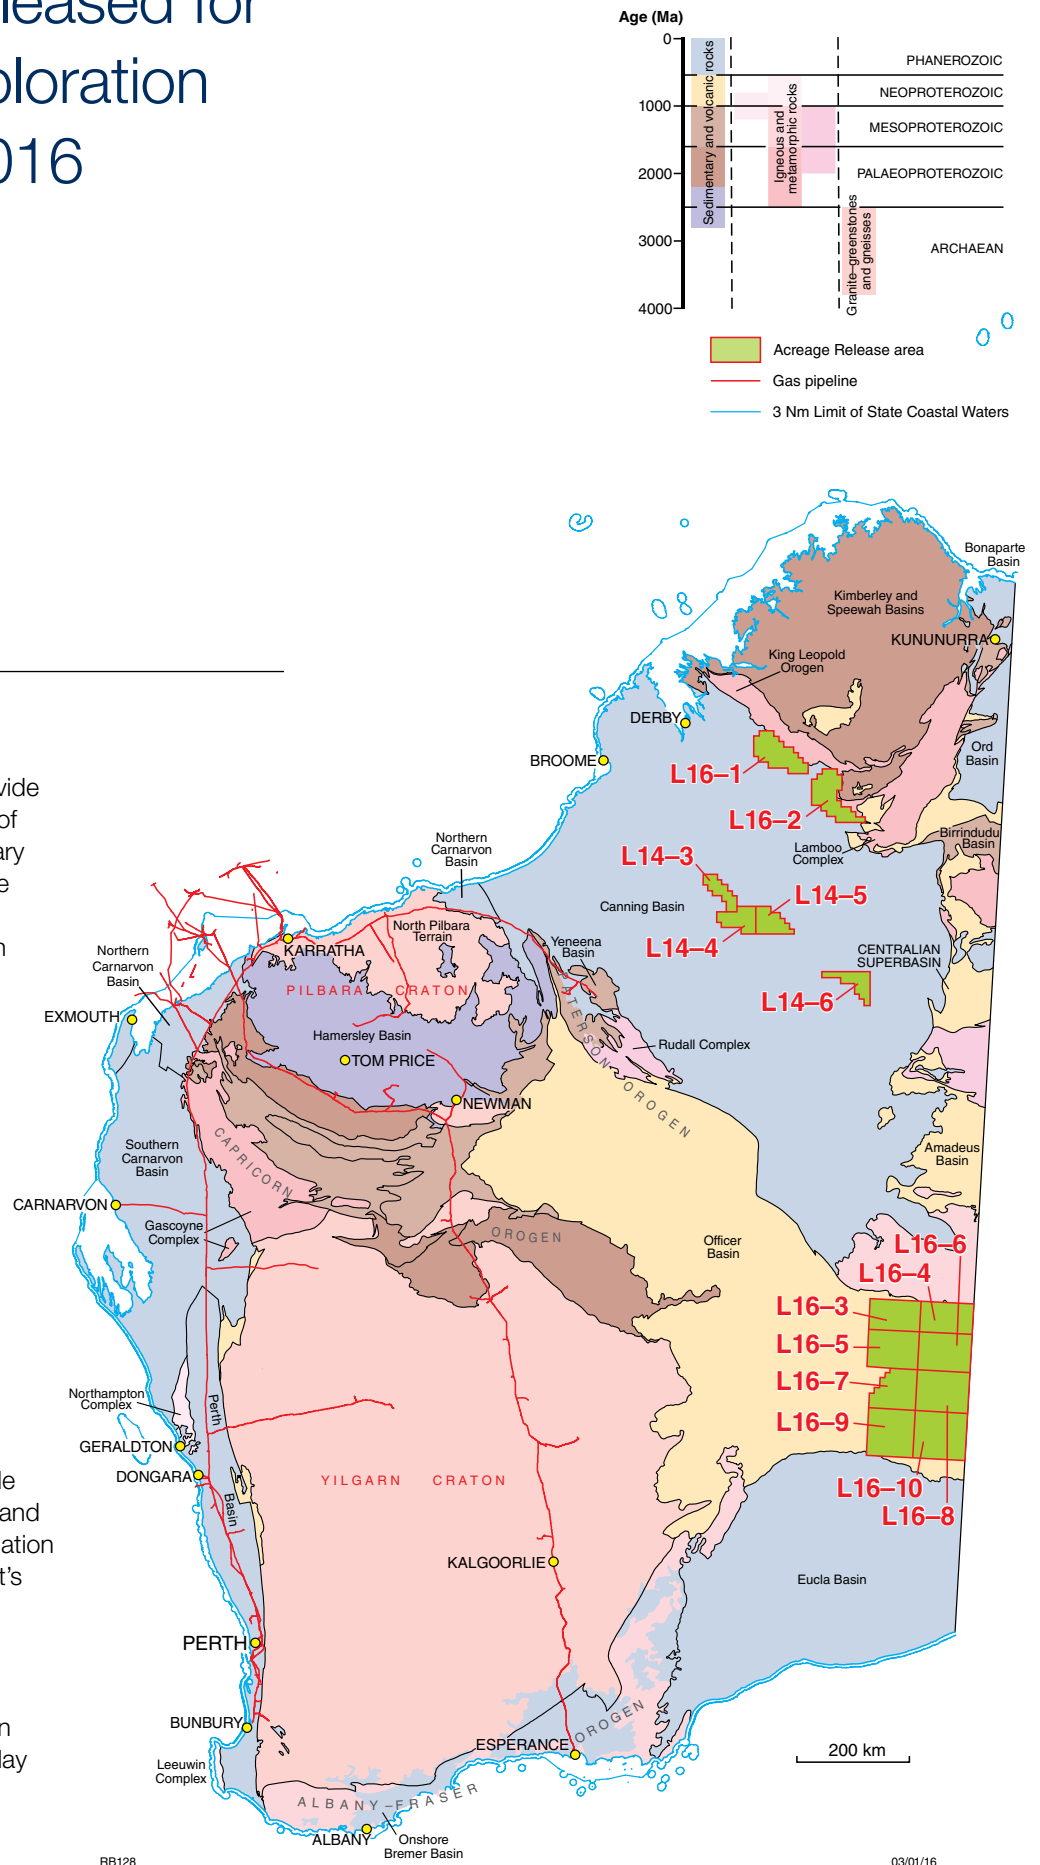 leased for
oloration
016
Age (Ma)
0
1000
2000
3000
4000
Sedimentary and volcanic rocks
Igneous and
metamorphic rocks
Granite–greenstones
and gneisses
PHANEROZOIC
NEOPROTEROZOIC
MESOPROTEROZOIC
PALAEOPROTEROZOIC
ARCHAEAN
Acreage Release area
Gas pipeline
3 Nm Limit of State Coastal Waters
Bonaparte
Basin
Kimberley and
Speewah Basins
KUNUNURRA
King Leopold
Orogen
DERBY
Ord
Basin
BROOME
L16–1
vide
of
ary
e
n
L16–2
Northern
Carnarvon
Basin
Birrindudu
Basin
Lamboo
Complex
L14–3
L14–5
Canning Basin
North Pilbara
Terrain
L14–4
KARRATHA
Yeneena
Basin
CENTRALIAN
SUPERBASIN
Northern
Carnarvon
Basin
PILBARA CRATON
L14–6
EXMOUTH
Hamersley Basin
PATERSON OROGEN
Rudall Complex
TOM PRICE
NEWMAN
CAPRICORN
Southern
Carnarvon
Basin
Amadeus
Basin
CARNARVON
Gascoyne
Complex
OROGEN
Officer
Basin
L16–6
L16–4
L16–3
L16–5
L16–7
L16–9
Northampton
Complex
Perth
Basin
GERALDTON
DONGARA
YILGARN CRATON
L16–10
L16–8
le
and
ation
t's
KALGOORLIE
Eucla Basin
PERTH
n
lay
BUNBURY
OROGEN
ESPERANCE
200 km
Leeuwin
Complex
ALBANY–FRASER
ALBANY
Onshore
Bremer Basin
RB128
03/01/16